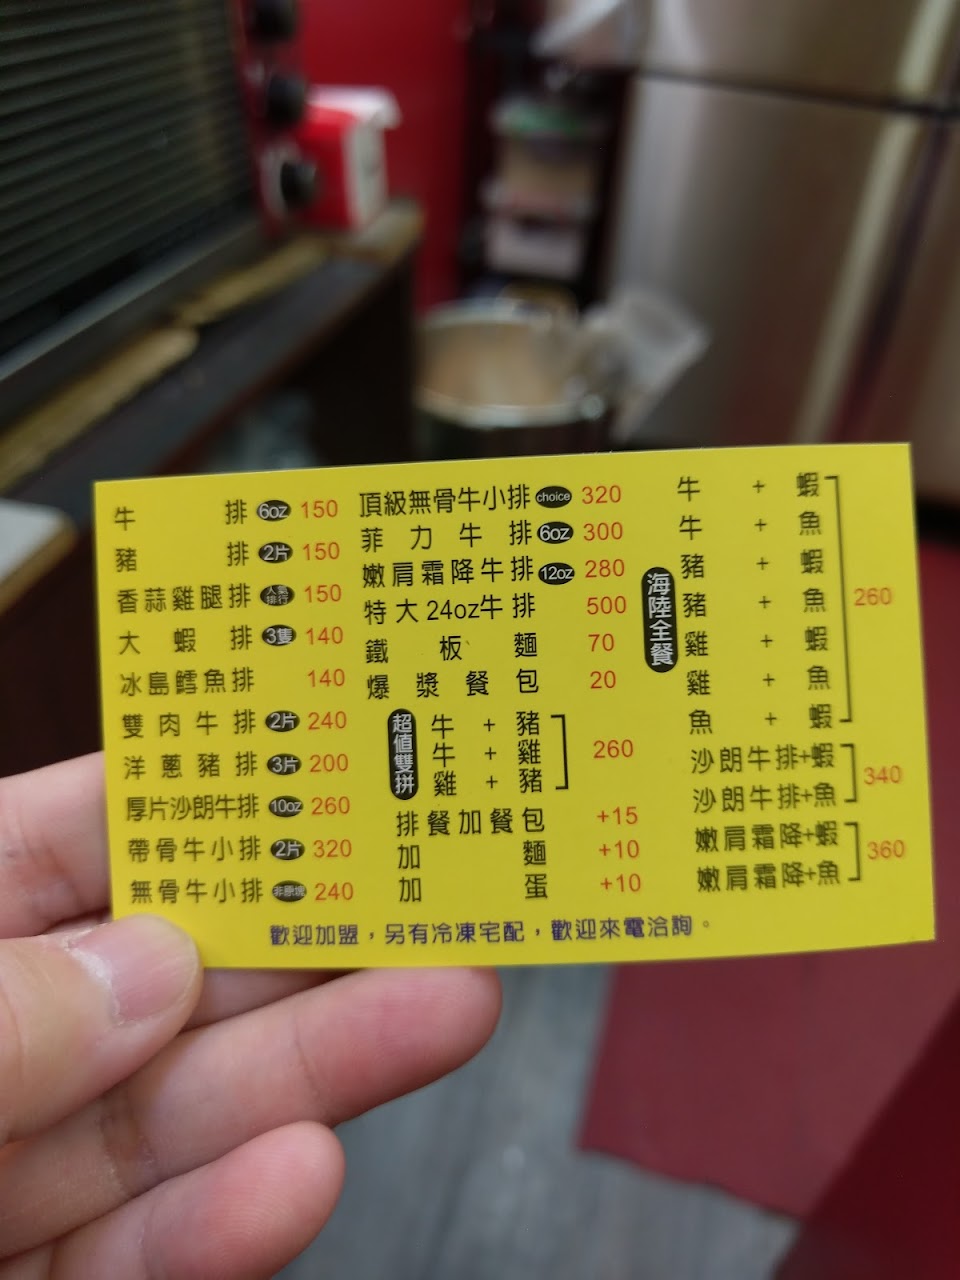 牛排 6oz 150
豬排 2片 150
香蒜雞腿排 人氣排行 150
大蝦排 3隻 140
冰島鱈魚排 140
雙肉牛排 2片 240
洋蔥豬排 3片 200
厚片沙朗牛排 10oz 260
帶骨牛小排 2片 320
無骨牛小排 非原塊 240
頂級無骨牛小排 choice 320
菲力牛排 6oz 300
嫩肩霜降牛排 12oz 280
特大24oz牛排 500
鐵板麵 70
爆漿餐包 20
超值雙拼
牛+豬
牛+雞
雞+豬
260
排餐加餐包 +15
加麵 +10
加蛋 +10
海陸全餐
牛+蝦
牛+魚
豬+蝦
豬+魚
雞+蝦
雞+魚
魚+蝦
260
沙朗牛排+蝦
沙朗牛排+魚
340
嫩肩霜降+蝦
嫩肩霜降+魚
360
歡迎加盟，另有冷凍宅配，歡迎來電洽詢。